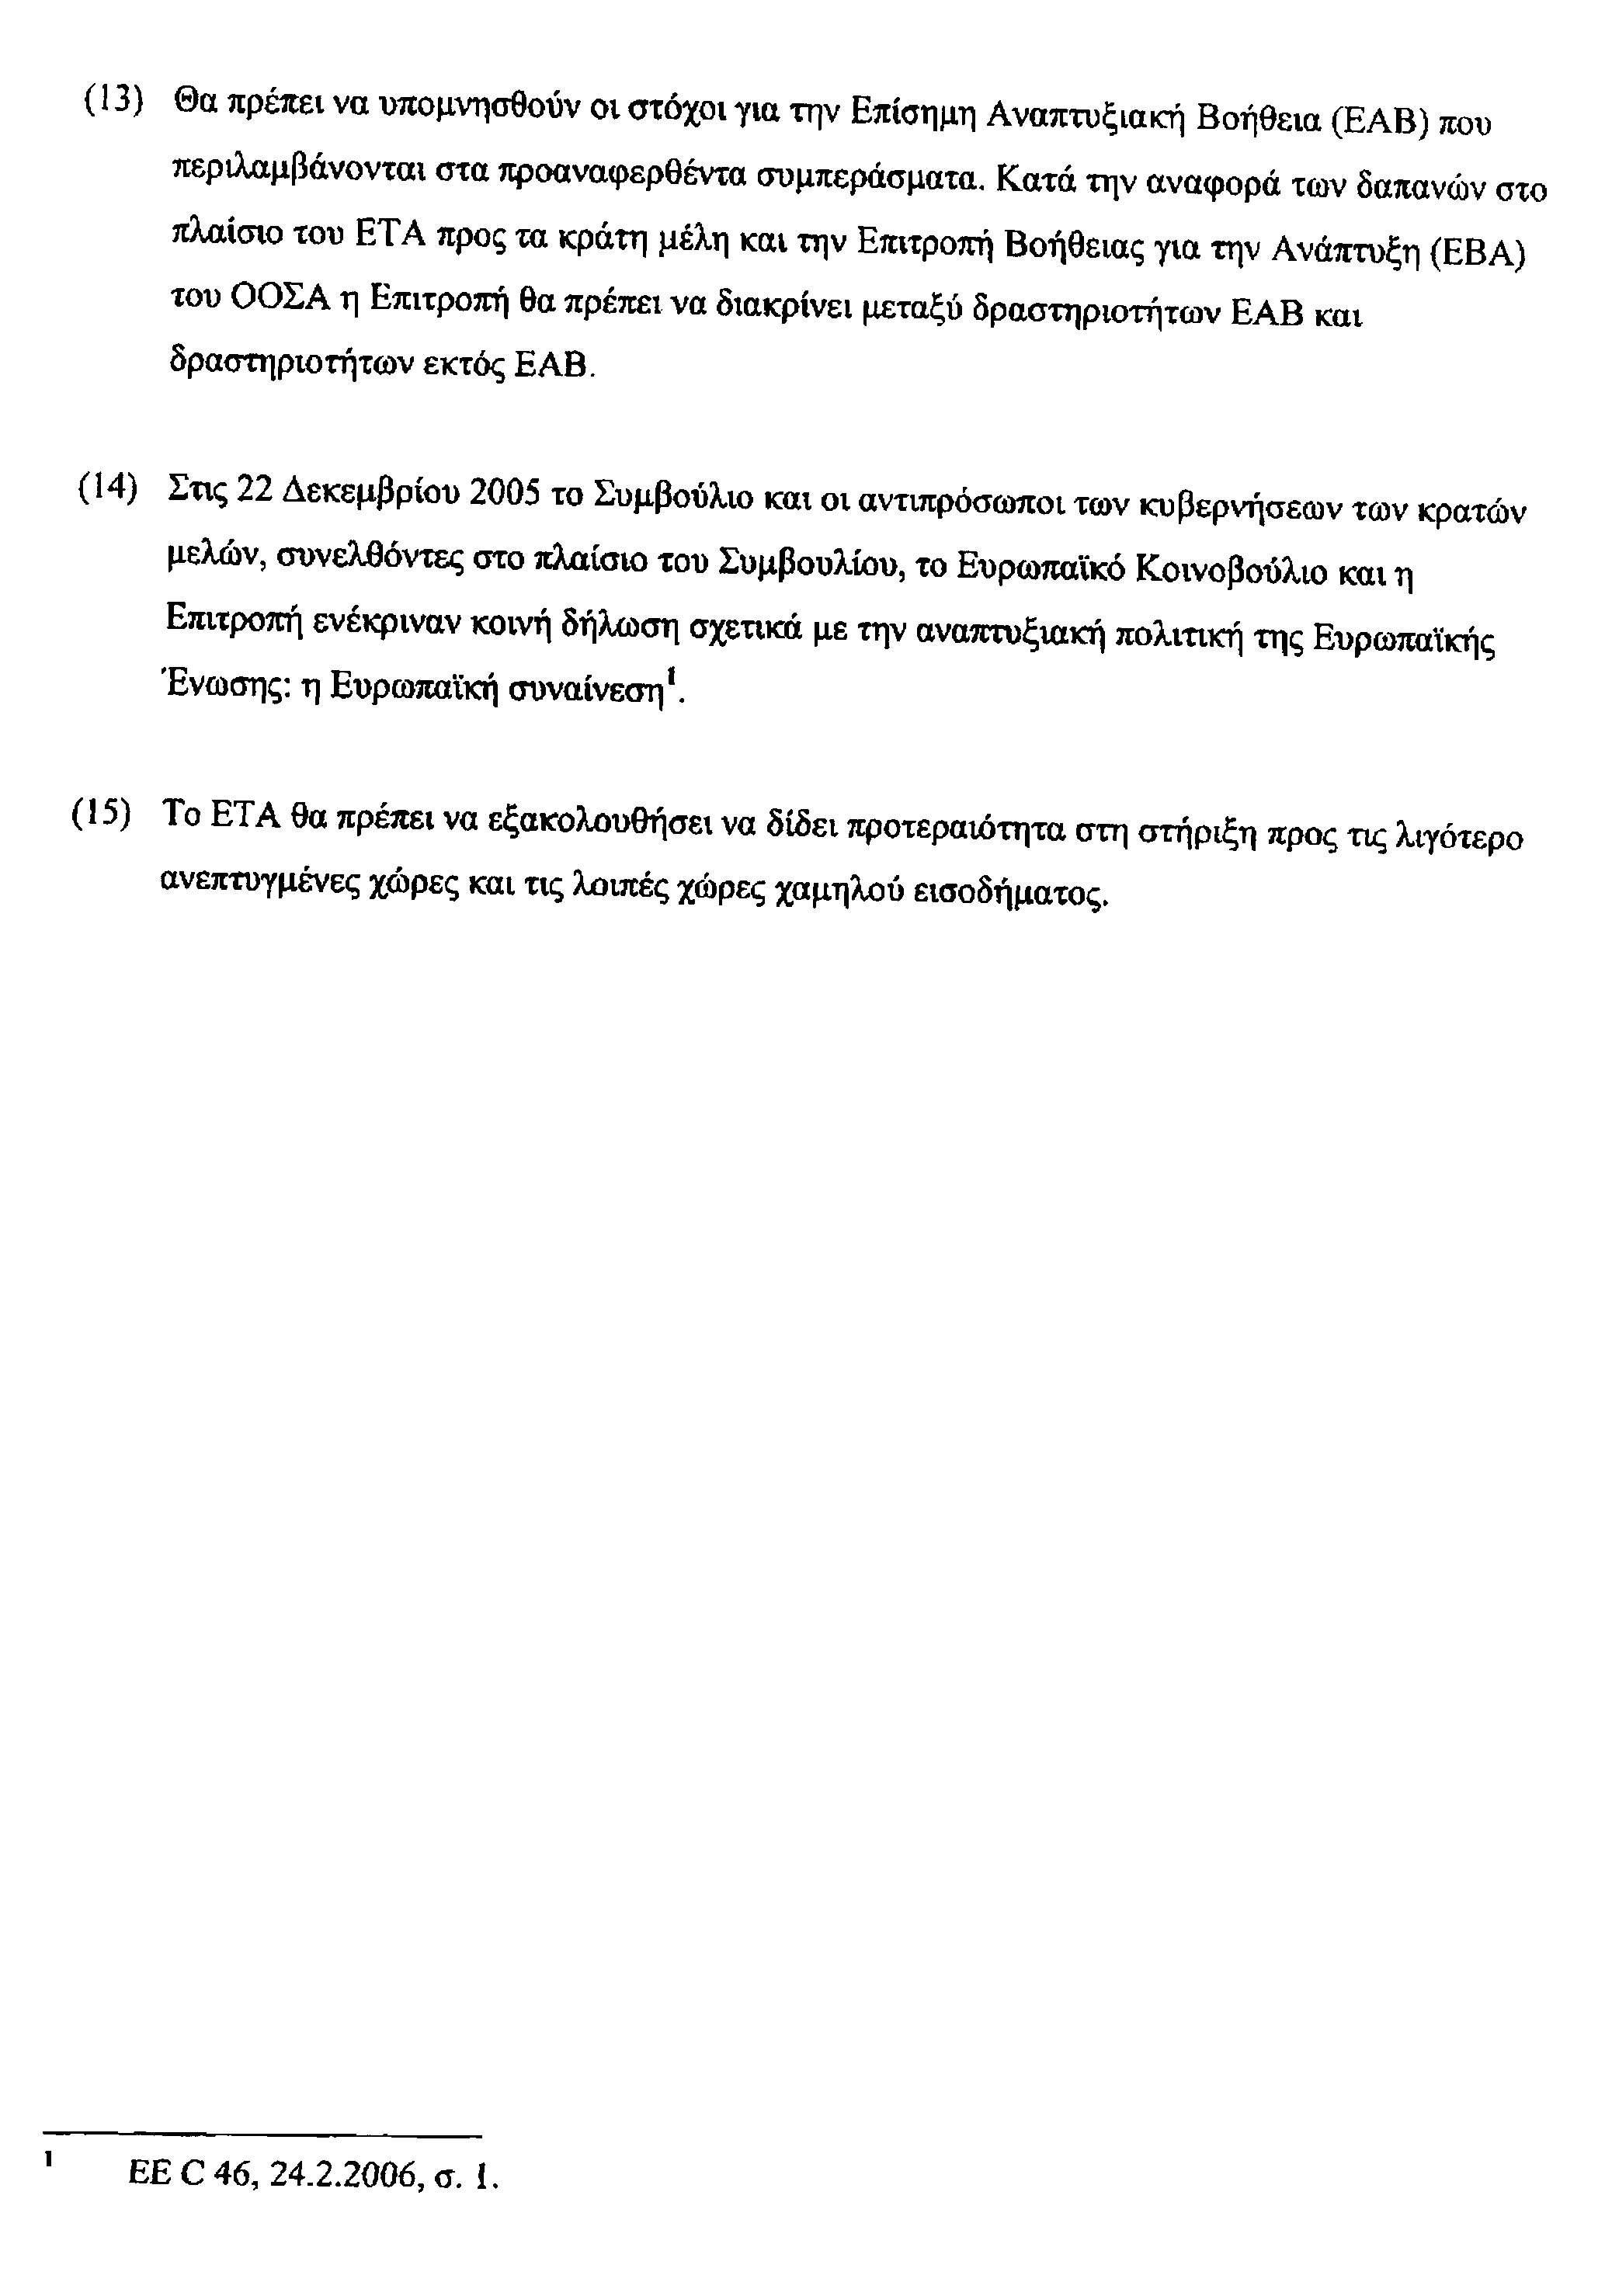 (13) Θα πρέπει να υπομνησθούν οι στόχοι για την Επίσημη Αναπτυξιακή Βοήθεια (ΕΑΒ) που
περιλαμβάνονται στα προαναφερθέντα συμπεράσματα. Κατά την αναφορά των δαπανών στο
πλαίσιο του ΕΤΑ προς τα κράτη μέλη και την Επιτροπή Βοήθειας για την Ανάπτυξη (ΕΒΑ)
του ΟΟΣΑ η Επιτροπή θα πρέπει να διακρίνει μεταξύ δραστηριοτήτων ΕΑΒ και
δραστηριοτήτων εκτός ΕΑΒ.
(14) Στις 22 Δεκεμβρίου 2005 το Συμβούλιο και οι αντιπρόσωποι των κυβερνήσεων των κρατών
μελών, συνελθόντες στο πλαίσιο του Συμβουλίου, το Ευρωπαϊκό Κοινοβούλιο και η
Επιτροπή ενέκριναν κοινή δήλωση σχετικά με την αναπτυξιακή πολιτική της Ευρωπαϊκής
Ένωσης: η Ευρωπαϊκή συναίνεση¹.
(15) Το ΕΤΑ θα πρέπει να εξακολουθήσει να δίδει προτεραιότητα στη στήριξη προς τις λιγότερο
ανεπτυγμένες χώρες και τις λοιπές χώρες χαμηλού εισοδήματος.
¹ ΕΕ C 46, 24.2.2006, σ. 1.